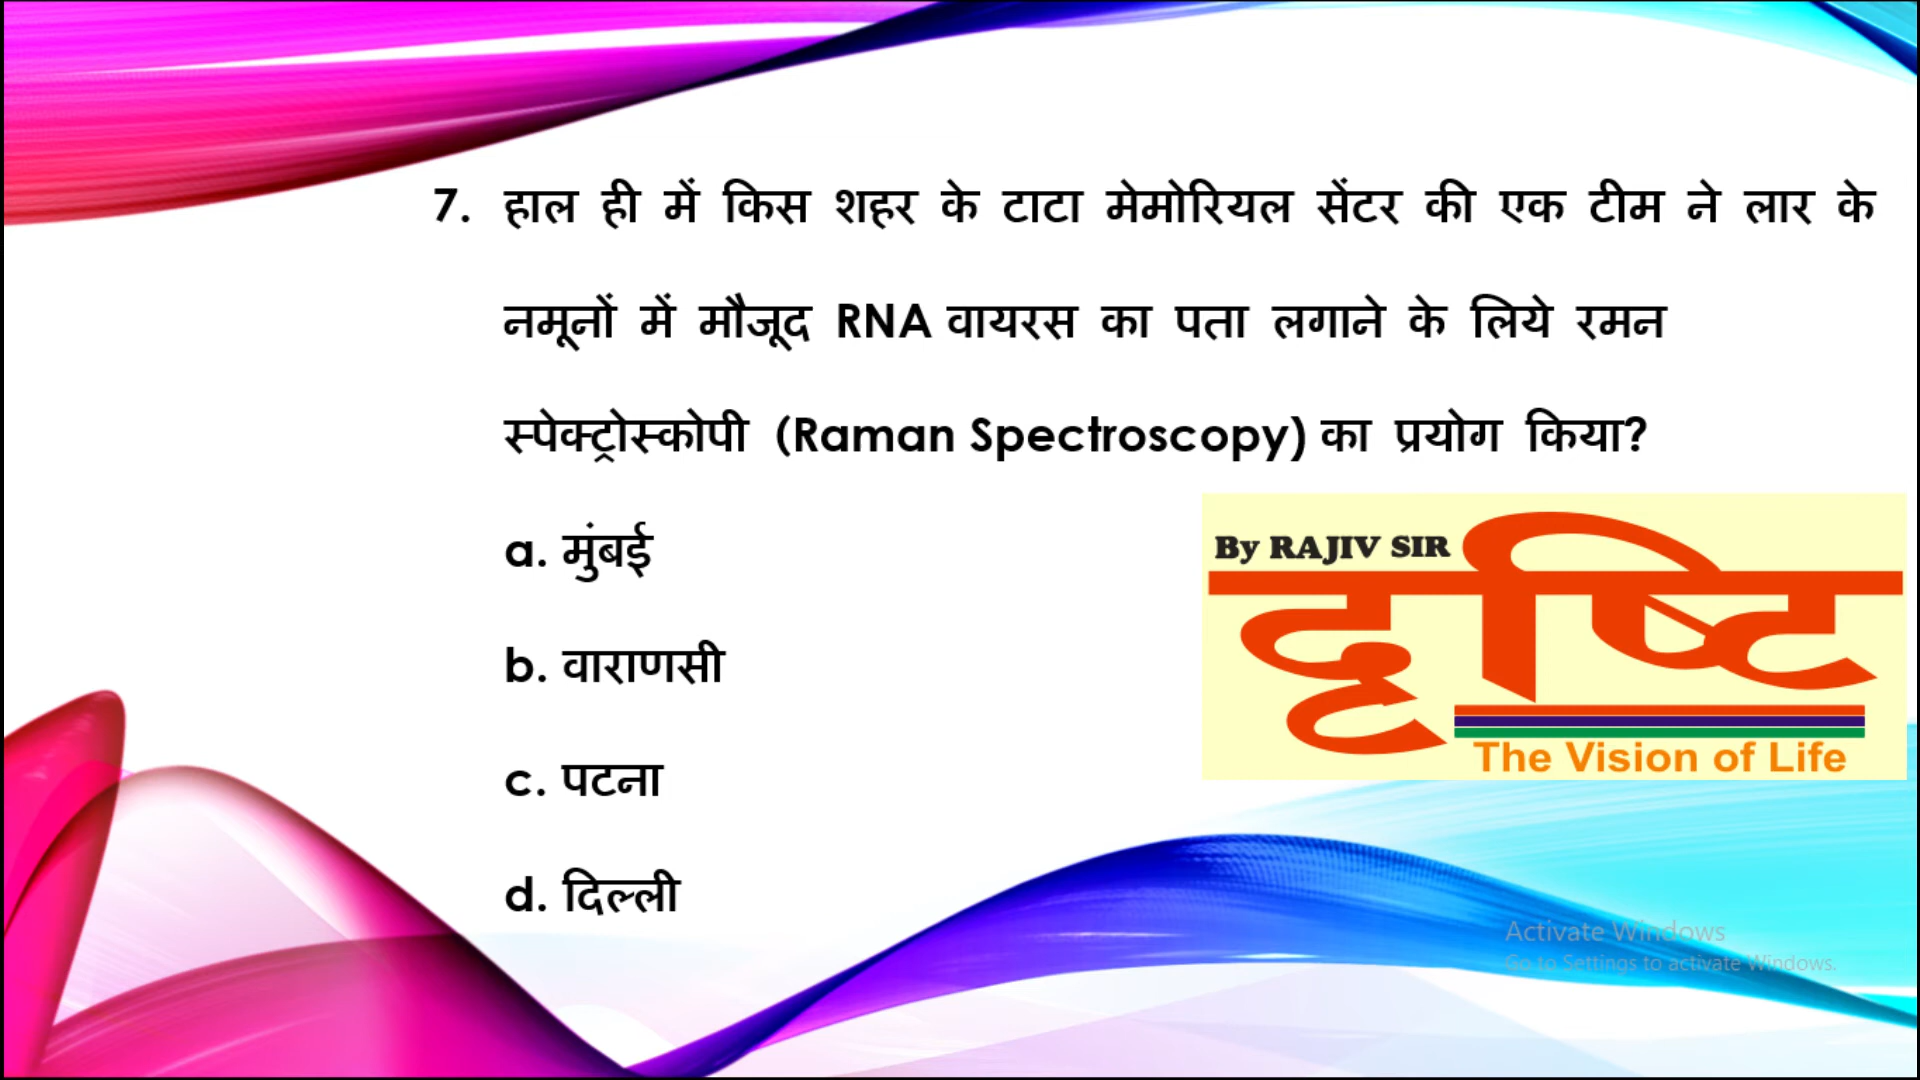 7. हाल ही में किस शहर के टाटा मेमोरियल सेंटर की एक टीम ने लार के
नमूनों में मौजूद RNA वायरस का पता लगाने के लिये रमन
स्पेक्ट्रोस्कोपी (Raman Spectroscopy) का प्रयोग किया?
a. मुंबई
By RAJIV SIR
दृष्टि
The Vision of Life
b. वाराणसी
c. पटना
d. दिल्ली
Activate Windows
Go to Settings to activate Windows.